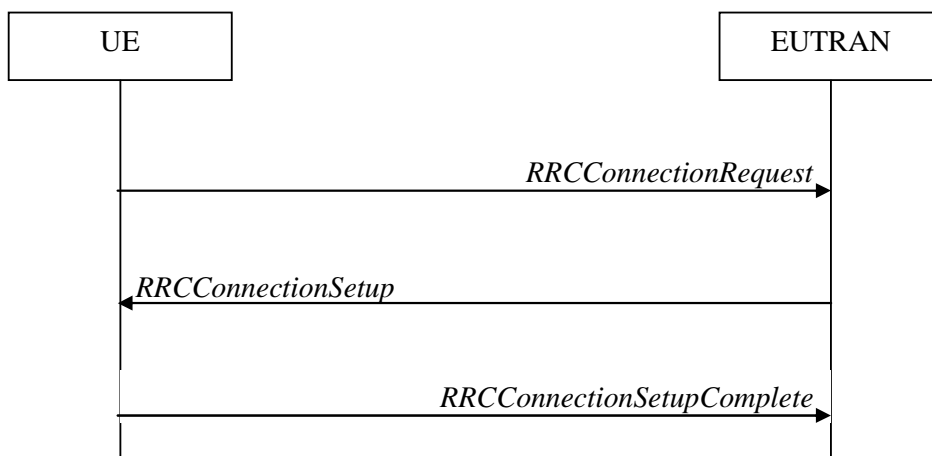 UE
EUTRAN
RRCConnectionRequest
RRCConnectionSetup
RRCConnectionSetupComplete